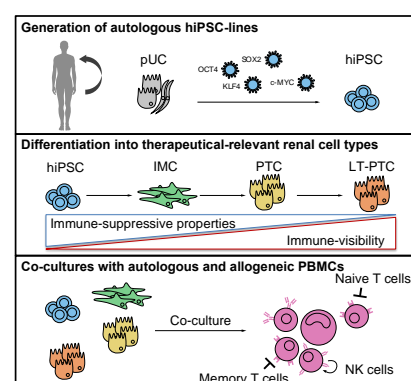 Generation of autologous hiPSC-lines
pUC
OCT4
SOX2
KLF4
c-MYC
hiPSC
Differentiation into therapeutical-relevant renal cell types
hiPSC
IMC
PTC
LT-PTC
Immune-suppressive properties
Immune-visibility
Co-cultures with autologous and allogeneic PBMCs
Naive T cells
Co-culture
NK cells
Memory T cells